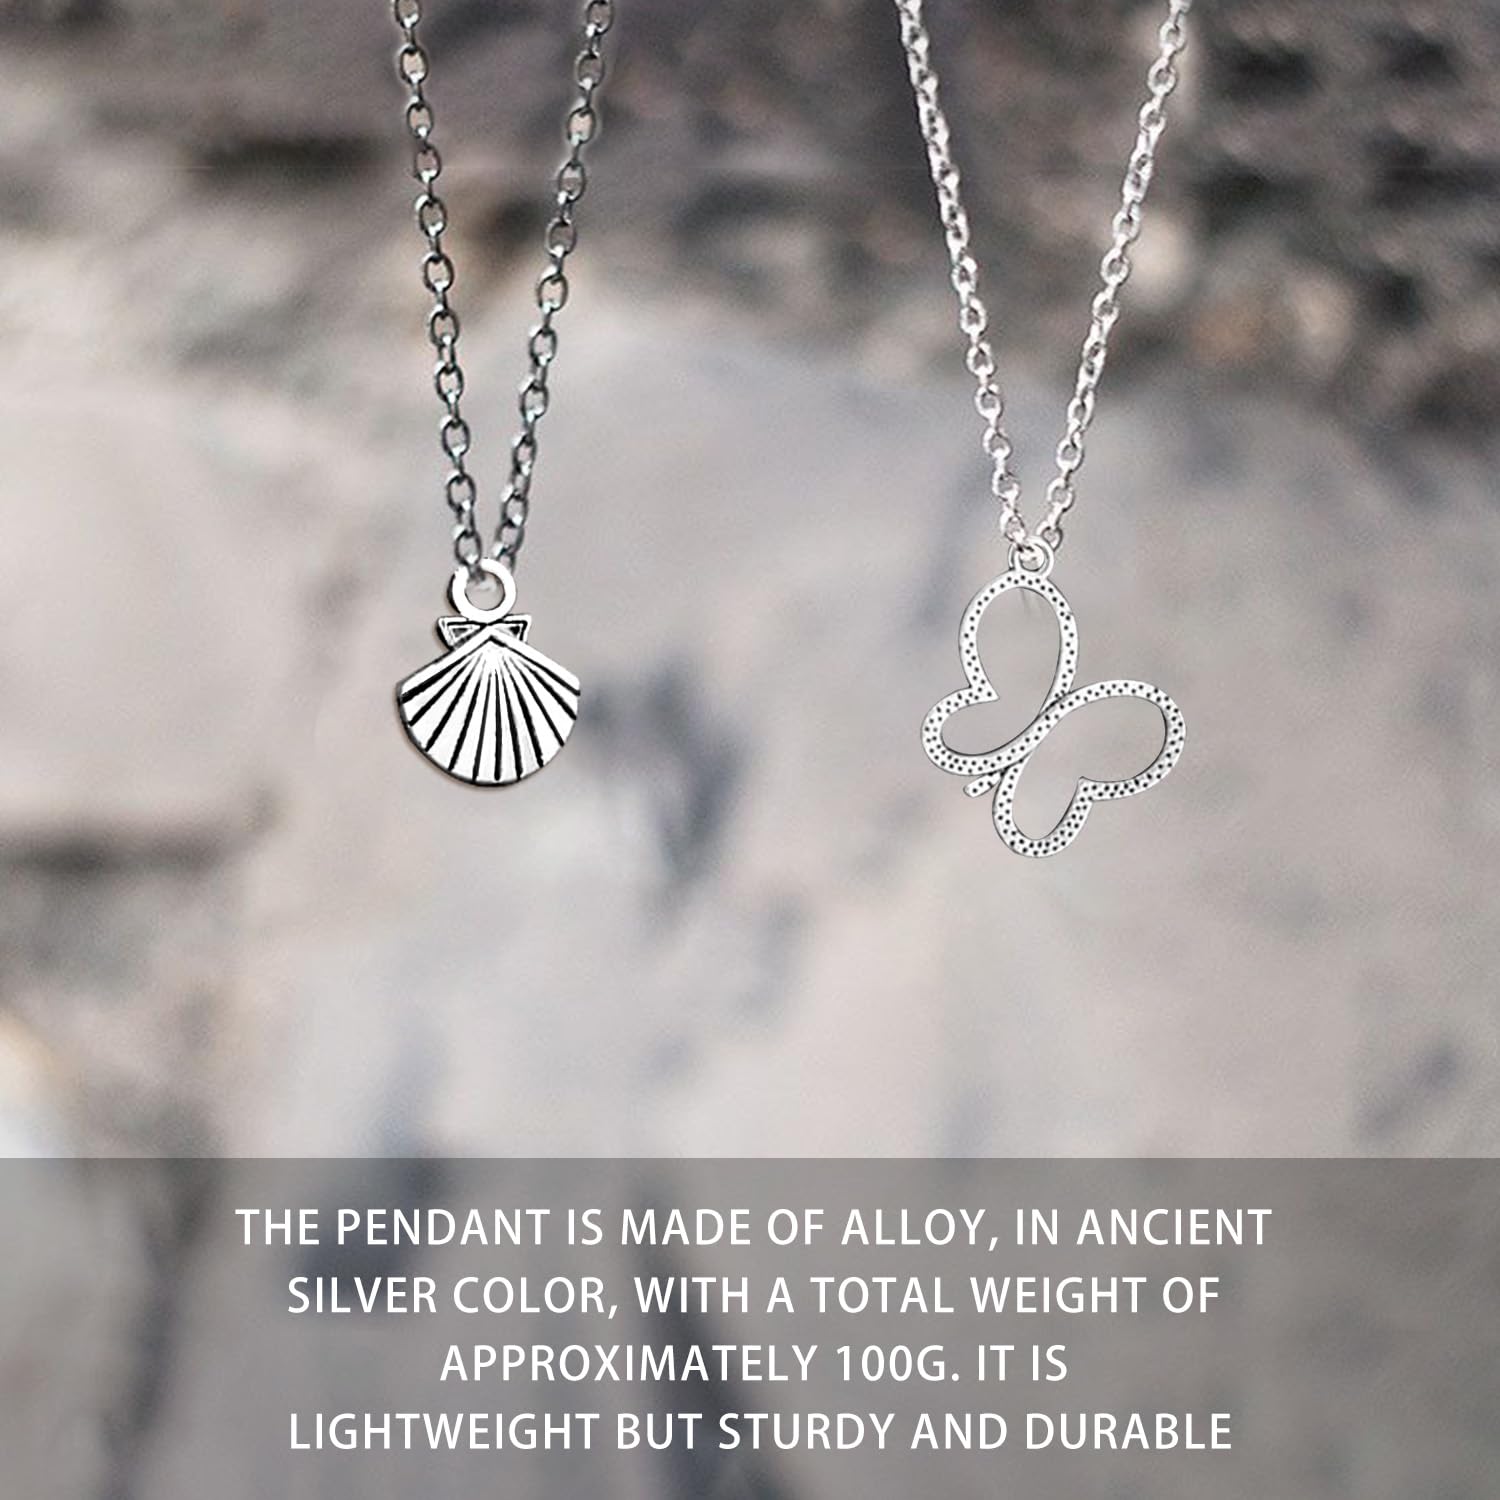 THE PENDANT IS MADE OF ALLOY, IN ANCIENT
SILVER COLOR, WITH A TOTAL WEIGHT OF
APPROXIMATELY 100G. IT IS
LIGHTWEIGHT BUT STURDY AND DURABLE